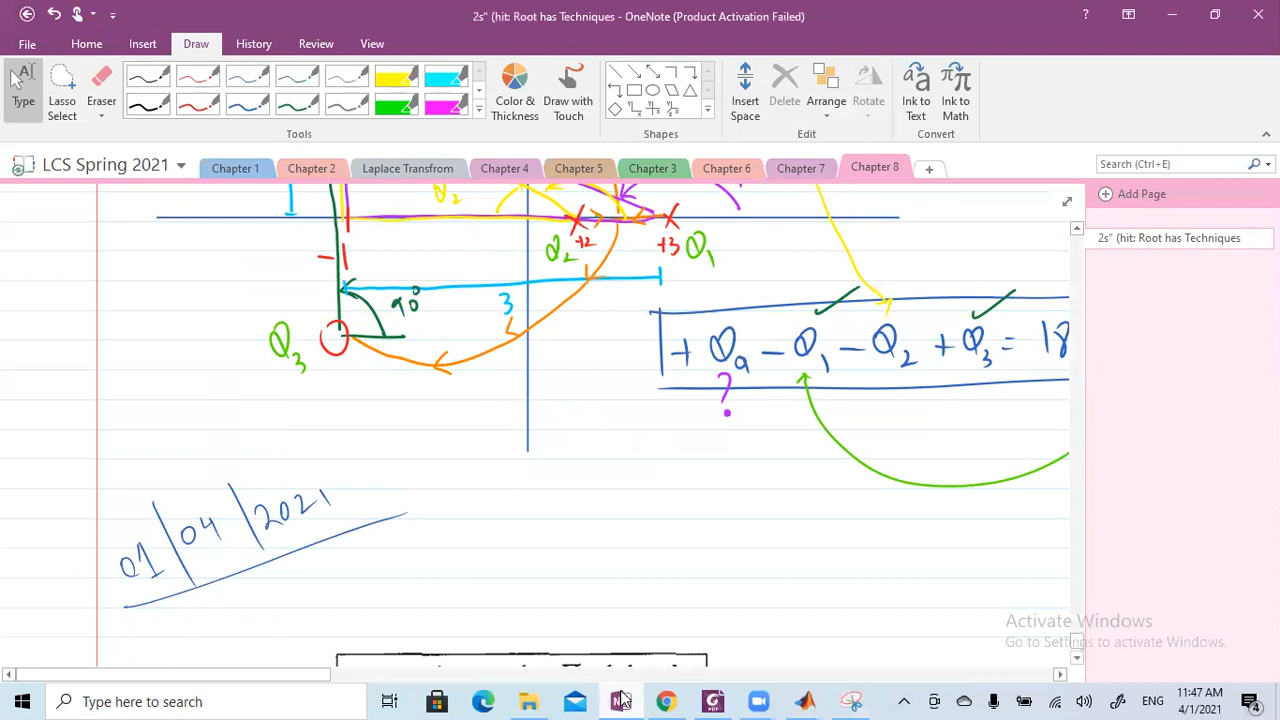 2s" (hit: Root has Techniques - OneNote (Product Activation Failed)
File Home Insert Draw History Review View
Type Lasso Select Eraser Color & Thickness Draw with Touch Insert Space Delete Arrange Rotate Ink to Text Ink to Math
Tools Shapes Edit Convert
LCS Spring 2021 Chapter 1 Chapter 2 Laplace Transfrom Chapter 4 Chapter 5 Chapter 3 Chapter 6 Chapter 7 Chapter 8 Search (Ctrl+E)
Add Page
2s" (hit: Root has Techniques
θ2
-1
θ2 +2 +3 θ1
90°
3
θ3
+ θa - θ1 - θ2 + θ3 = 18
?
01/04/2021
Activate Windows
Go to Settings to activate Windows.
Type here to search
ENG
11:47 AM
4/1/2021
4